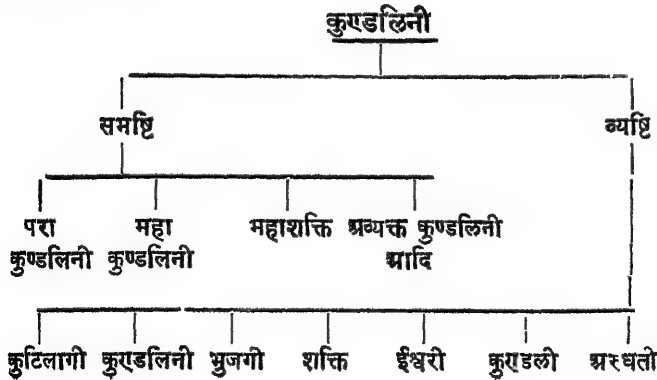 कुण्डलिनी
समष्टि व्यष्टि
परा महा महाशक्ति अव्यक्त कुण्डलिनी
कुण्डलिनी कुण्डलिनी आदि
कुटिलागी कुण्डलिनी भुजगी शक्ति ईश्वरी कुण्डली अरुधती